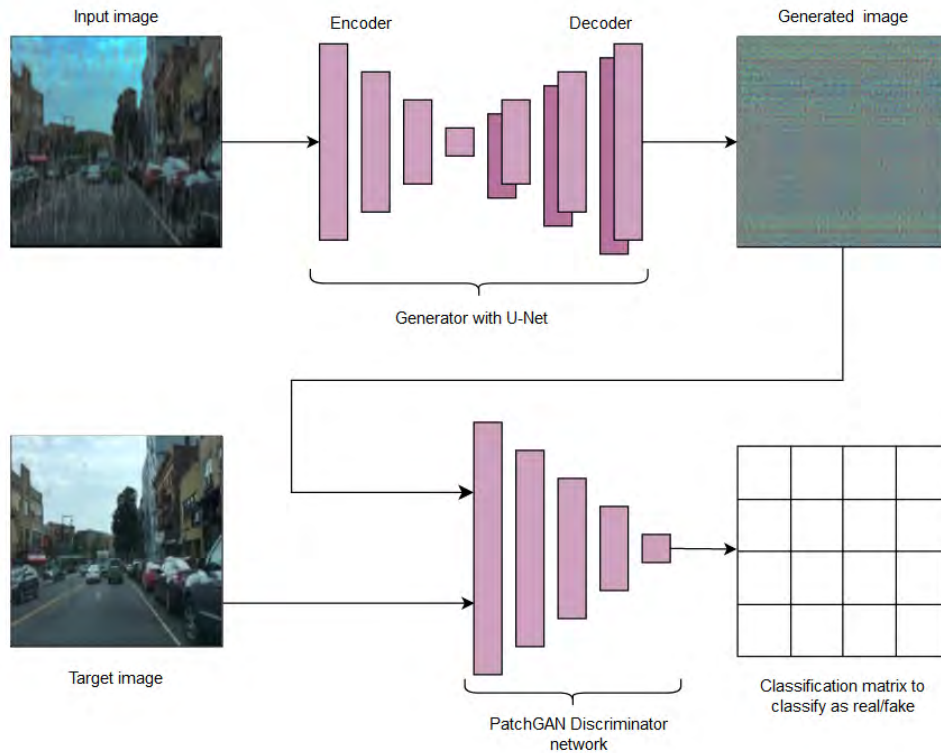 Input image
Encoder
Decoder
Generated image
Generator with U-Net
Target image
PatchGAN Discriminator
network
Classification matrix to
classify as real/fake